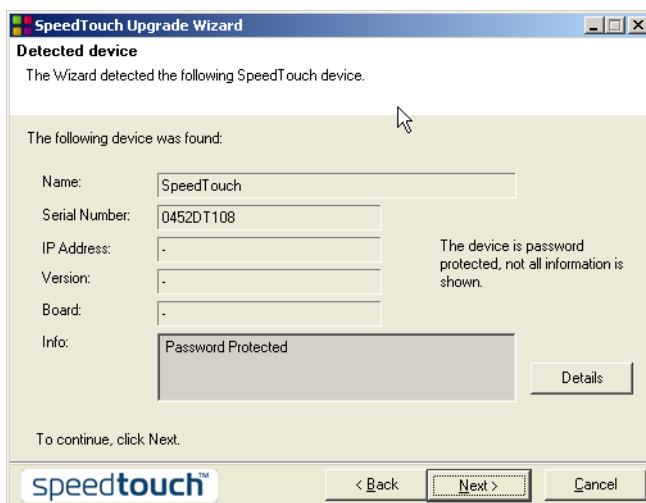 SpeedTouch Upgrade Wizard
Detected device
The Wizard detected the following SpeedTouch device.
The following device was found:
Name: SpeedTouch
Serial Number: 0452DT108
IP Address: -
Version: -
Board: -
The device is password
protected, not all information is
shown.
Info: Password Protected
Details
To continue, click Next.
speedtouch™
< Back
Next >
Cancel